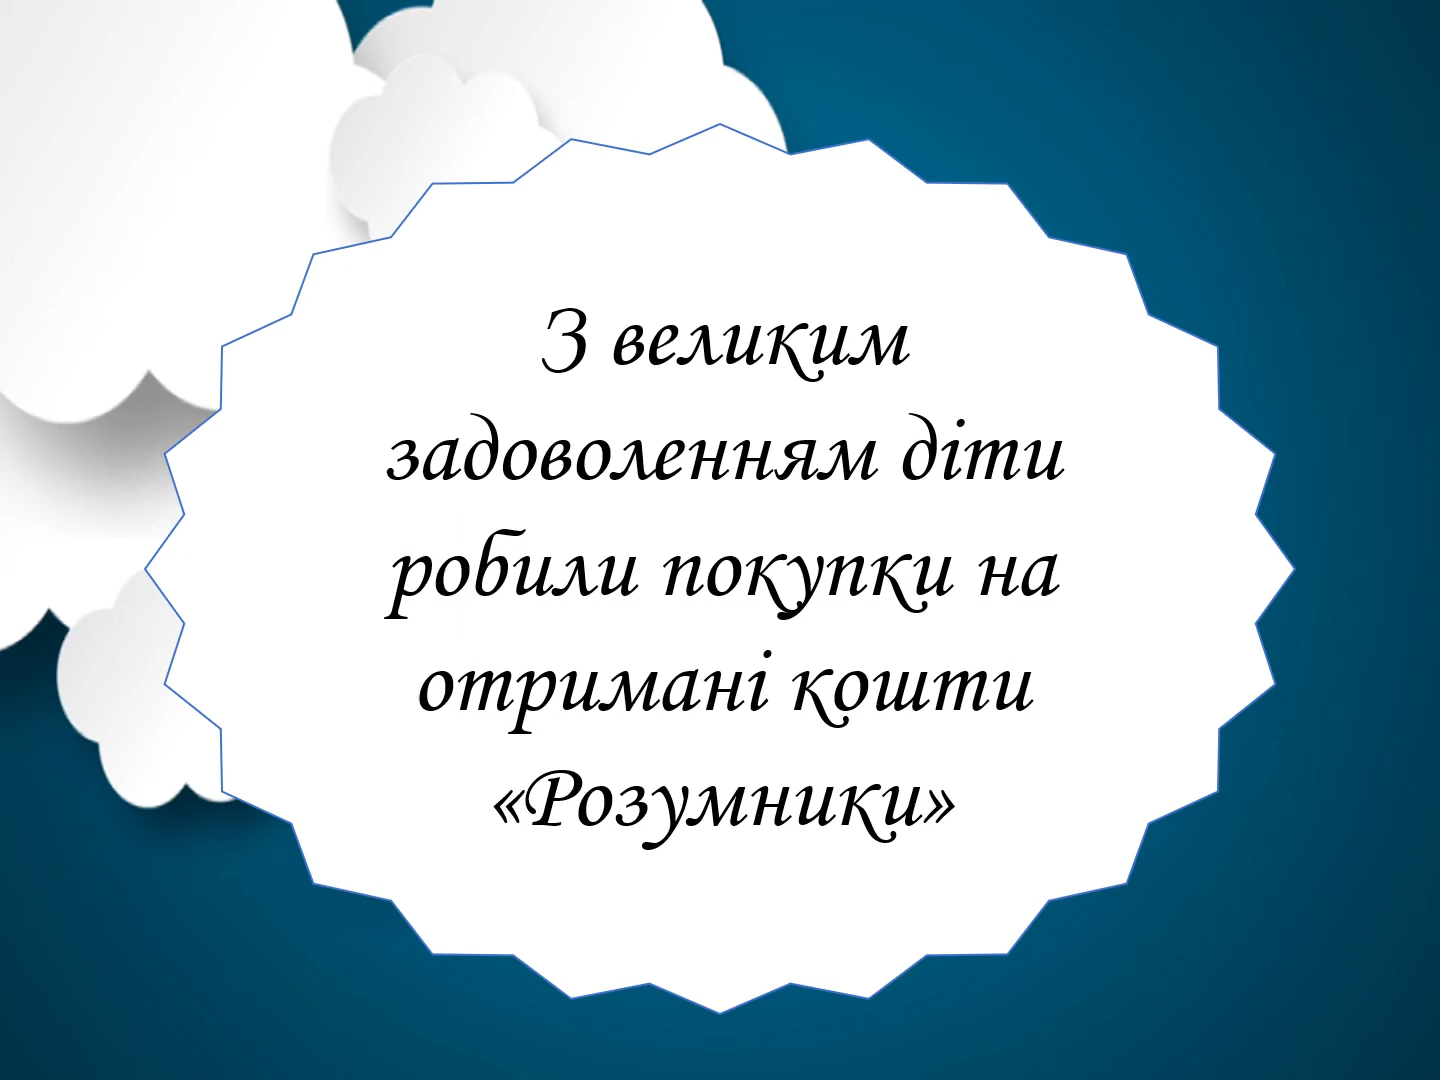 З великим
задоволенням діти
робили покупки на
отримані кошти
«Розумники»